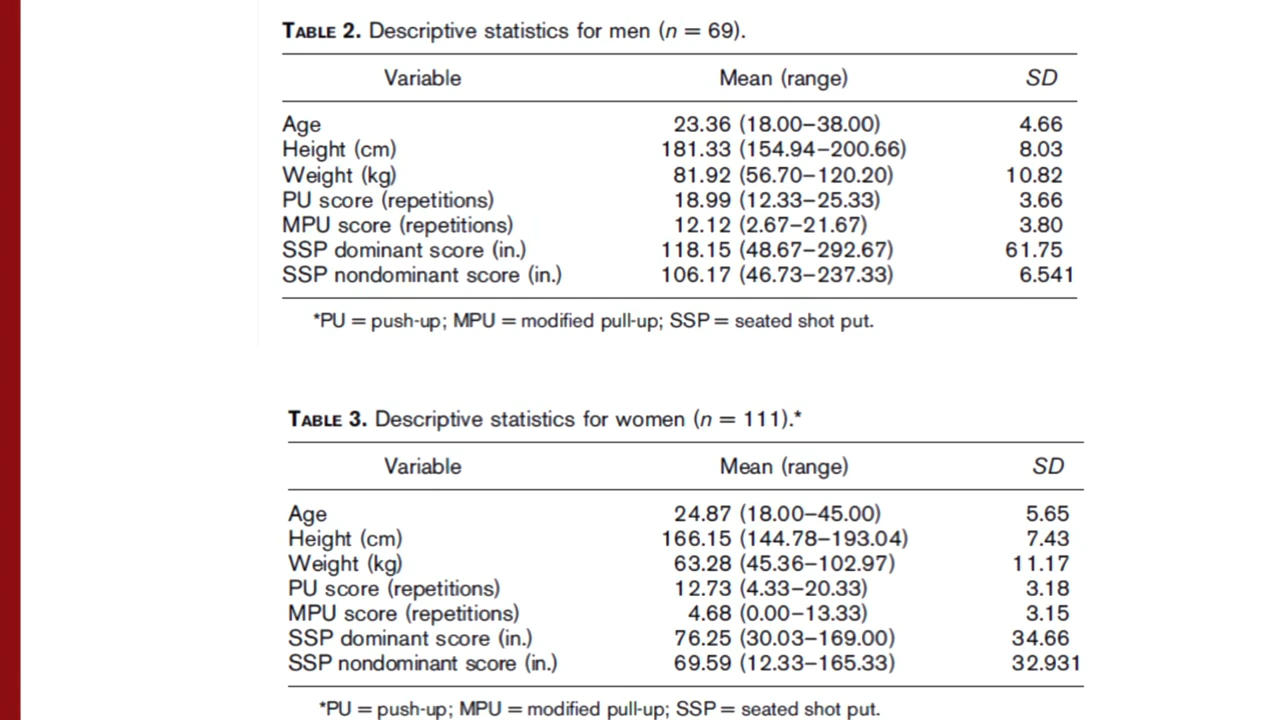 TABLE 2. Descriptive statistics for men (n = 69).
Variable Mean (range) SD
Age 23.36 (18.00–38.00) 4.66
Height (cm) 181.33 (154.94–200.66) 8.03
Weight (kg) 81.92 (56.70–120.20) 10.82
PU score (repetitions) 18.99 (12.33–25.33) 3.66
MPU score (repetitions) 12.12 (2.67–21.67) 3.80
SSP dominant score (in.) 118.15 (48.67–292.67) 61.75
SSP nondominant score (in.) 106.17 (46.73–237.33) 6.541
*PU = push-up; MPU = modified pull-up; SSP = seated shot put.
TABLE 3. Descriptive statistics for women (n = 111).*
Variable Mean (range) SD
Age 24.87 (18.00–45.00) 5.65
Height (cm) 166.15 (144.78–193.04) 7.43
Weight (kg) 63.28 (45.36–102.97) 11.17
PU score (repetitions) 12.73 (4.33–20.33) 3.18
MPU score (repetitions) 4.68 (0.00–13.33) 3.15
SSP dominant score (in.) 76.25 (30.03–169.00) 34.66
SSP nondominant score (in.) 69.59 (12.33–165.33) 32.931
*PU = push-up; MPU = modified pull-up; SSP = seated shot put.